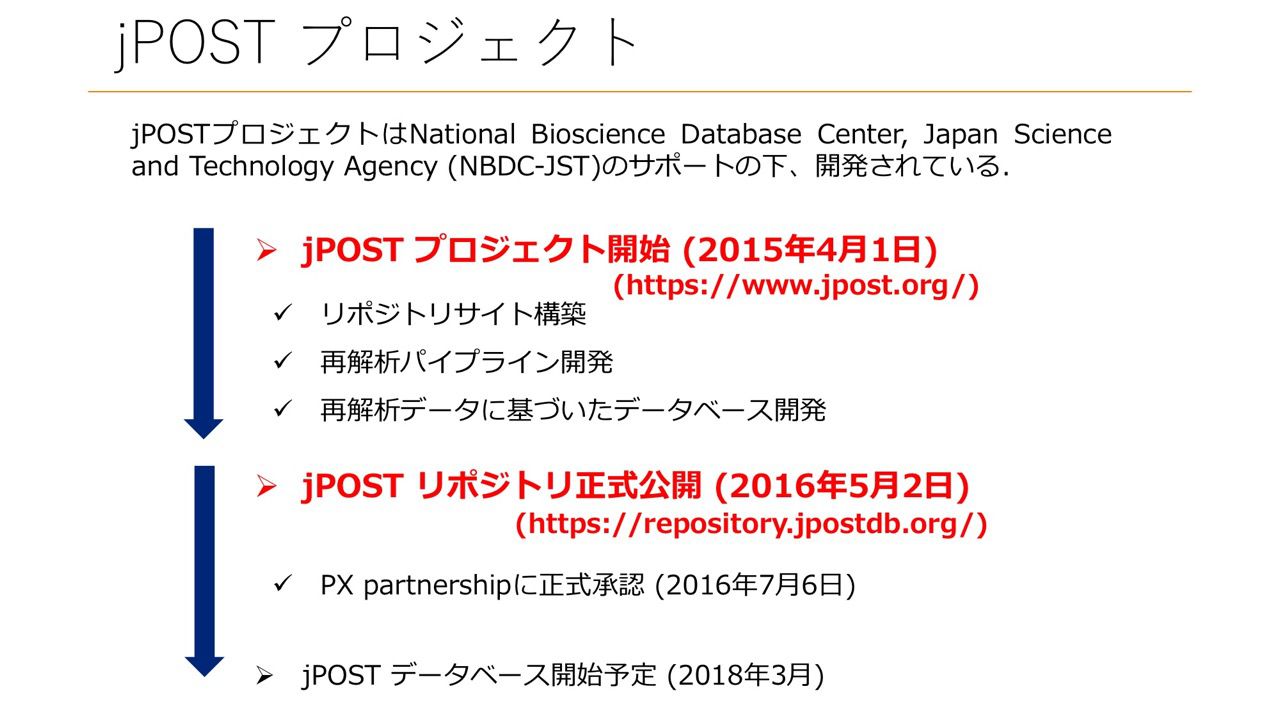 jPOST プロジェクト
jPOSTプロジェクトはNational Bioscience Database Center, Japan Science
and Technology Agency (NBDC-JST)のサポートの下、開発されている.
➢ jPOST プロジェクト開始 (2015年4月1日)
(https://www.jpost.org/)
✓ リポジトリサイト構築
✓ 再解析パイプライン開発
✓ 再解析データに基づいたデータベース開発
➢ jPOST リポジトリ正式公開 (2016年5月2日)
(https://repository.jpostdb.org/)
✓ PX partnershipに正式承認 (2016年7月6日)
➢ jPOST データベース開始予定 (2018年3月)